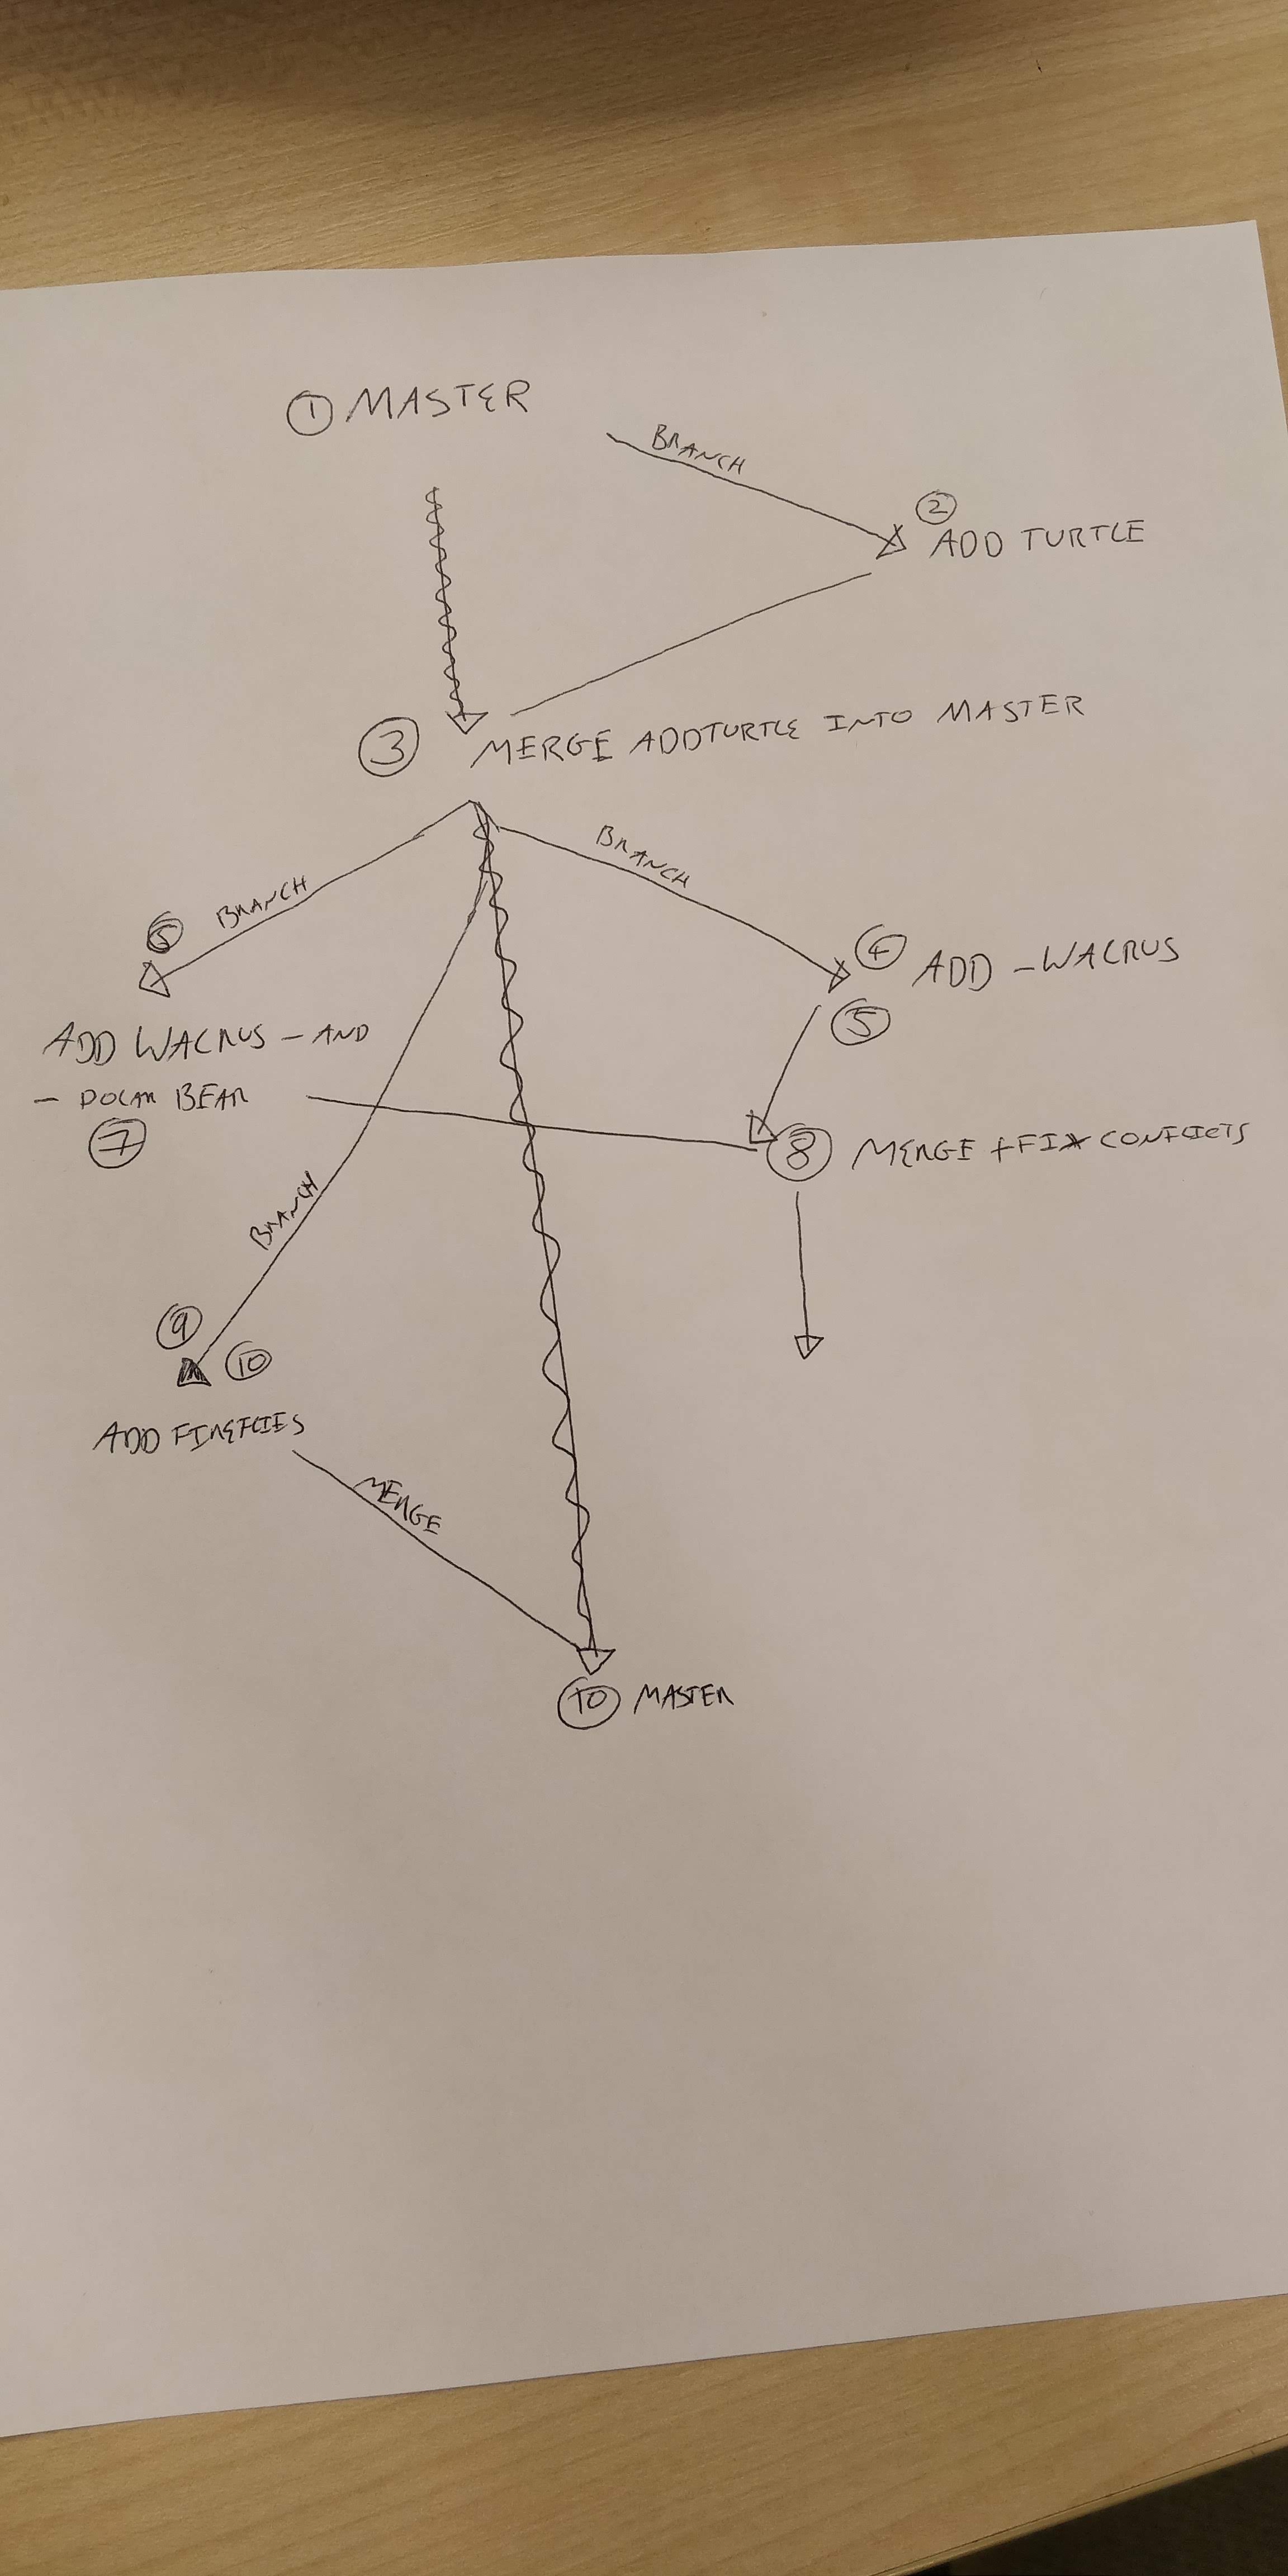 ① MASTER
BRANCH
②
ADD TURTLE
③ MERGE ADDTURTLE INTO MASTER
BRANCH
BRANCH
④ ADD - WALRUS
⑤
ADD WALRUS - AND
- POLAR BEAR
⑦
⑤
⑧ MERGE + FIX CONFLICTS
BRANCH
⑨
⑩
ADD FIREFLIES
MERGE
⑩ MASTER